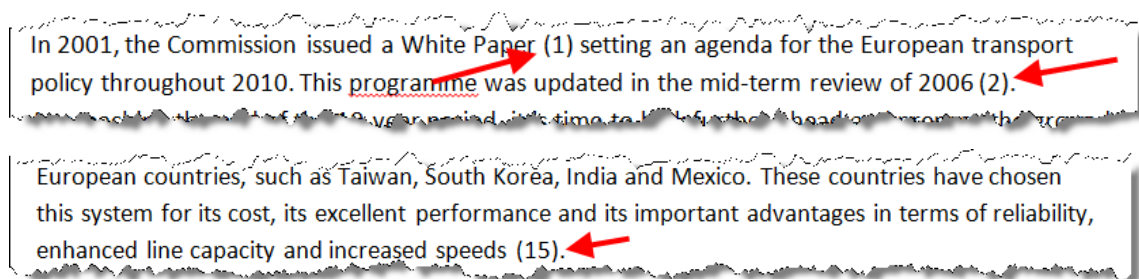 In 2001, the Commission issued a White Paper (1) setting an agenda for the European transport
policy throughout 2010. This programme was updated in the mid-term review of 2006 (2).
European countries, such as Taiwan, South Korea, India and Mexico. These countries have chosen
this system for its cost, its excellent performance and its important advantages in terms of reliability,
enhanced line capacity and increased speeds (15).